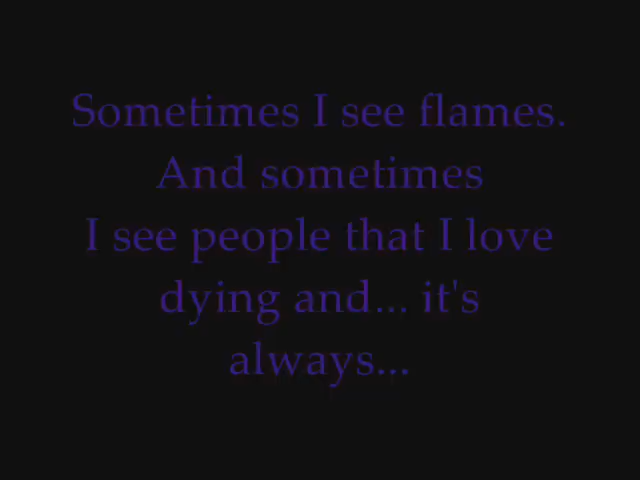 Sometimes I see flames.
And sometimes
I see people that I love
dying and... it's
always...